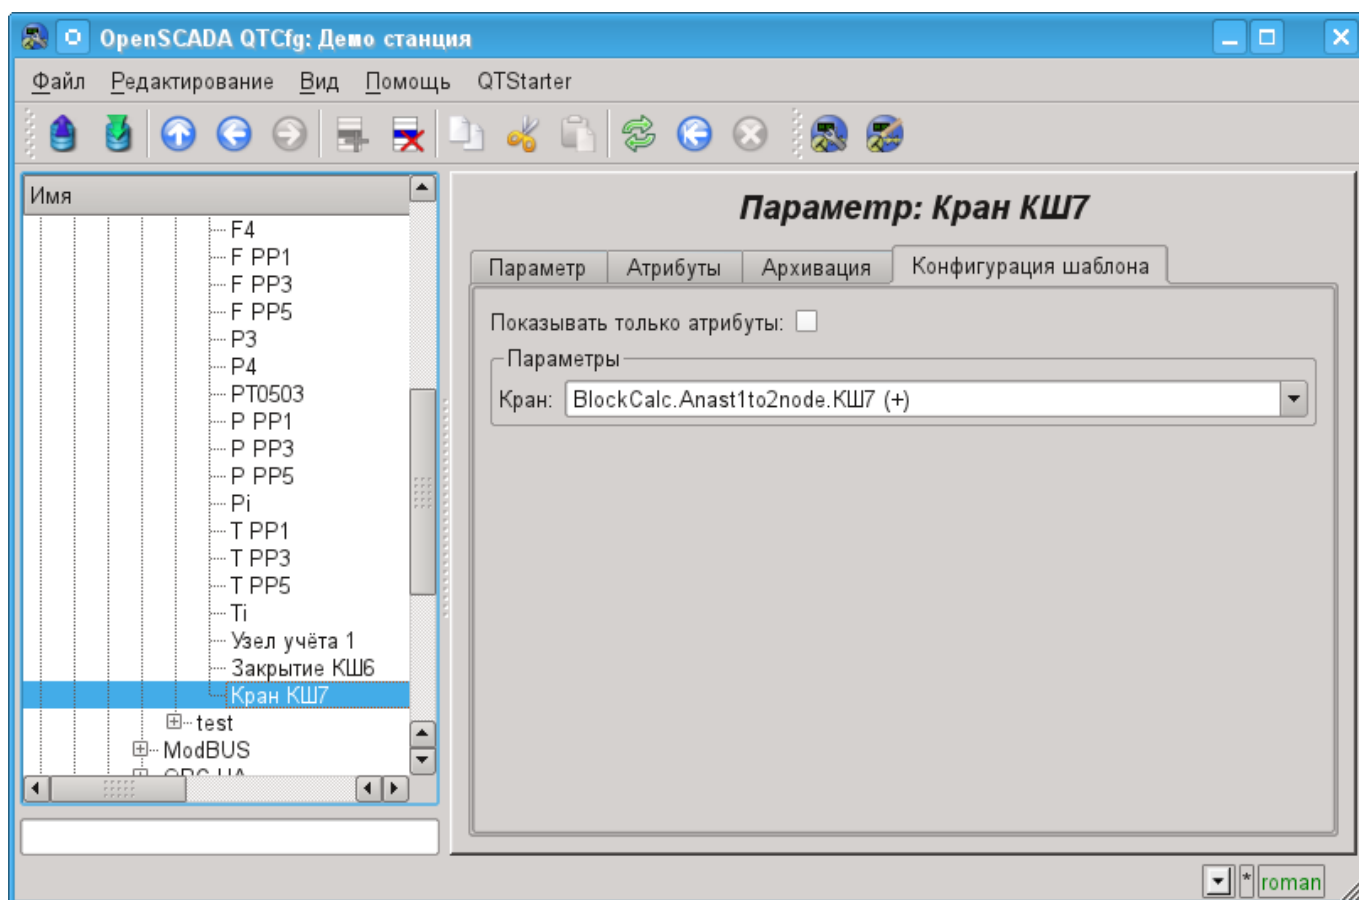 OpenSCADA QTCfg: Демо станция
Файл Редактирование Вид Помощь QTStarter
Имя
F4
F PP1
F PP3
F PP5
P3
P4
PT0503
P PP1
P PP3
P PP5
Pi
T PP1
T PP3
T PP5
Ti
Узел учёта 1
Закрытие КШ6
Кран КШ7
test
ModBUS
Параметр: Кран КШ7
Параметр Атрибуты Архивация Конфигурация шаблона
Показывать только атрибуты:
Параметры
Кран: BlockCalc.Anast1to2node.КШ7 (+)
* roman